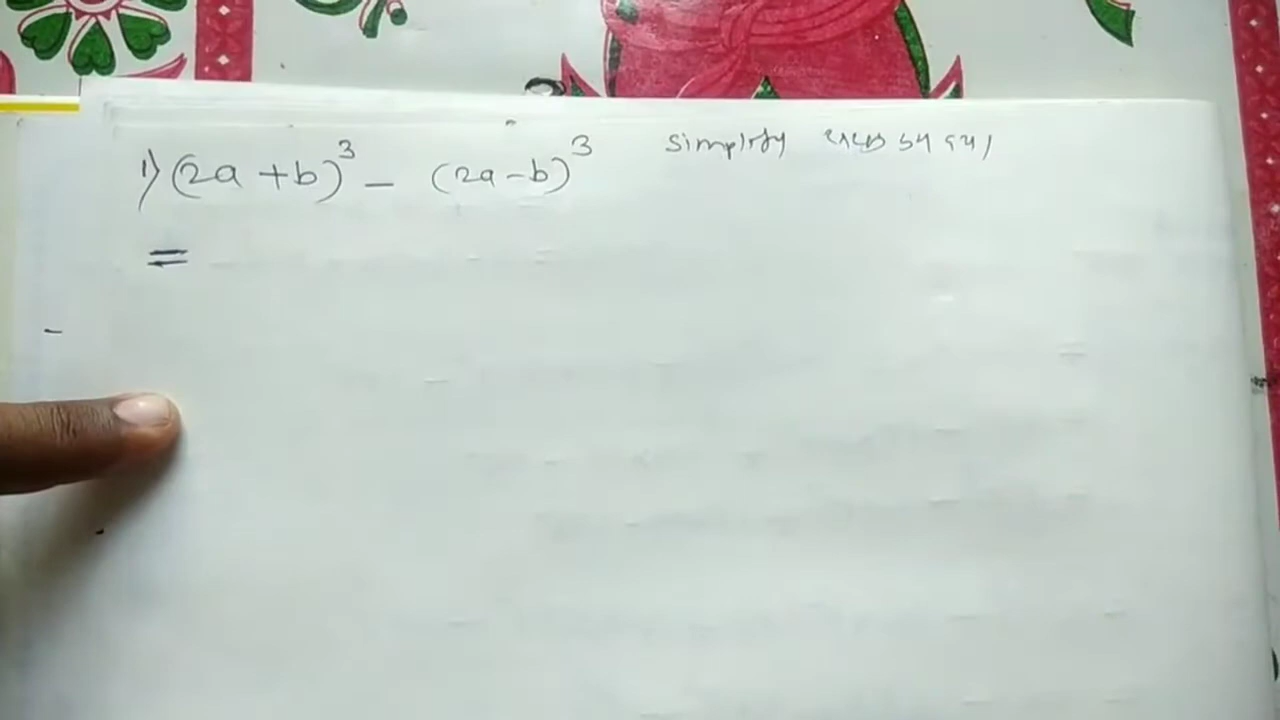 1) (2a + b)³ – (2a – b)³ simplify
=